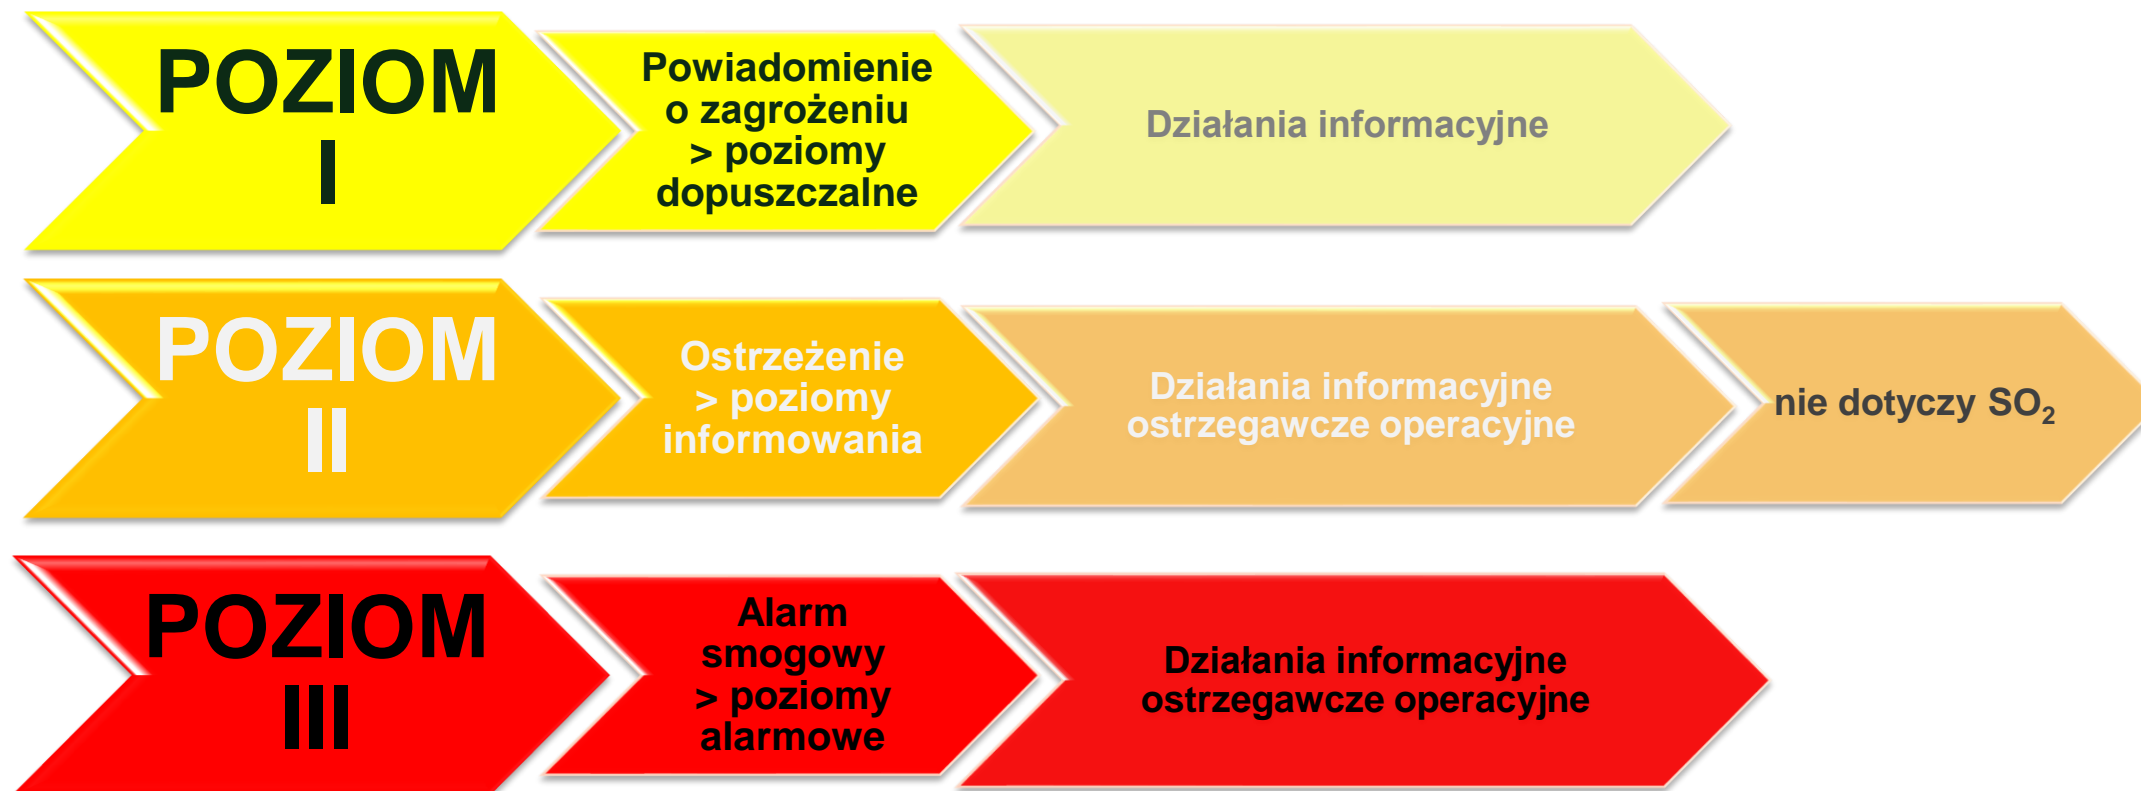 POZIOM
I
Powiadomienie
o zagrożeniu
> poziomy
dopuszczalne
Działania informacyjne
POZIOM
II
Ostrzeżenie
> poziomy
informowania
Działania informacyjne
ostrzegawcze operacyjne
nie dotyczy SO₂
POZIOM
III
Alarm
smogowy
> poziomy
alarmowe
Działania informacyjne
ostrzegawcze operacyjne